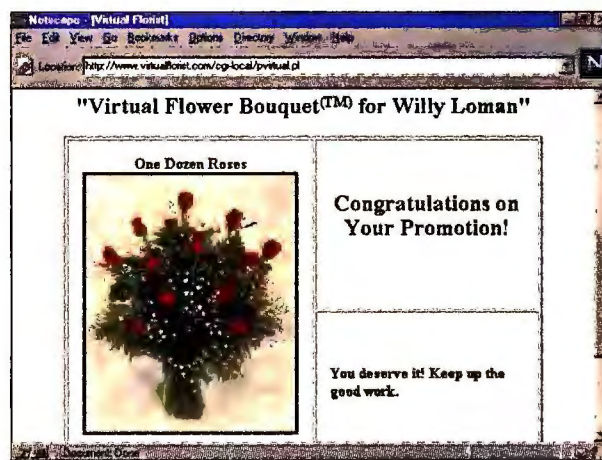 Netscape - [Virtual Florist]
File Edit View Go Bookmarks Options Directory Window Help
Location: http://www.virtualflorist.com/cg-local/pvirtual.pl
N
"Virtual Flower Bouquet(TM) for Willy Loman"
One Dozen Roses
Congratulations on
Your Promotion!
You deserve it! Keep up the
good work.
Document: Done